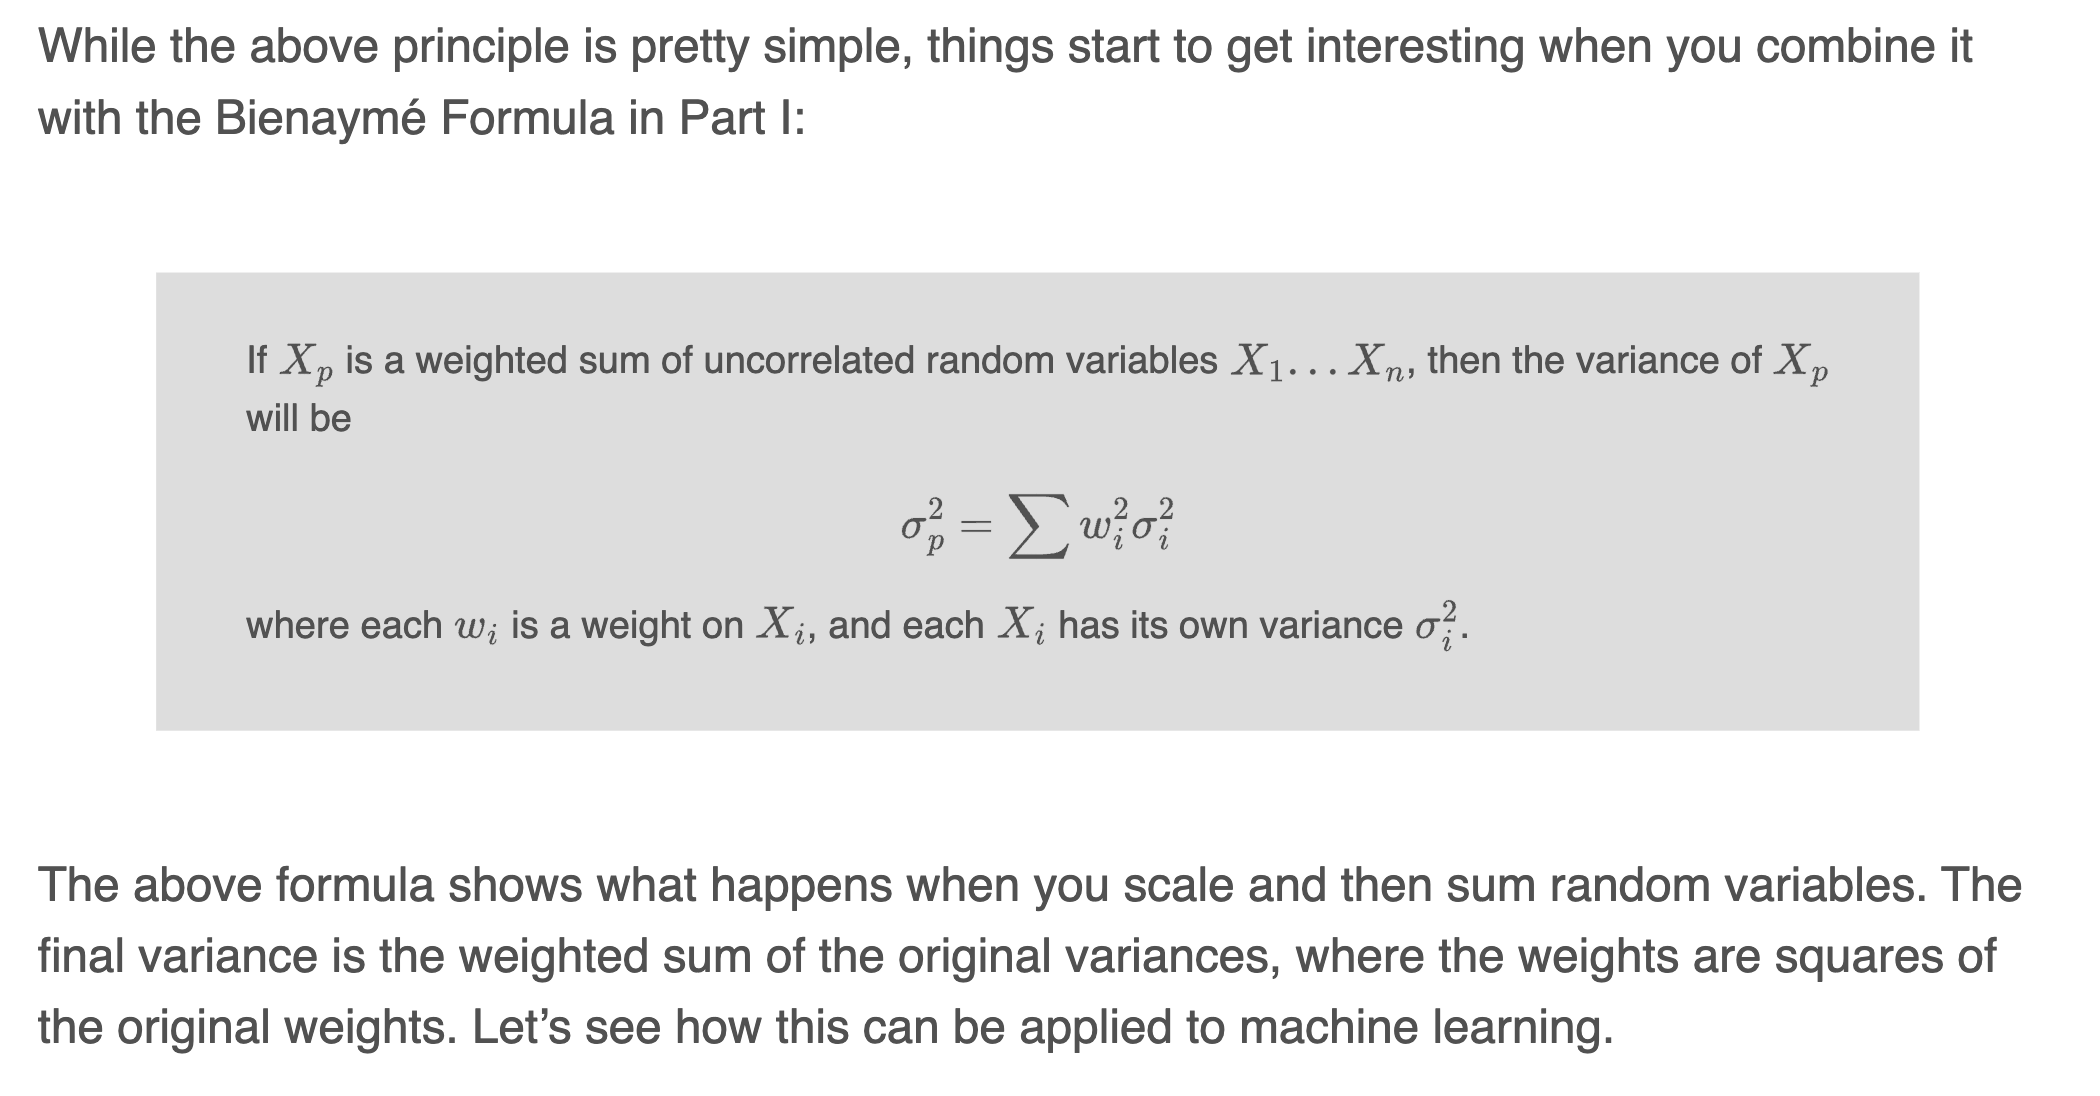 While the above principle is pretty simple, things start to get interesting when you combine it
with the Bienaymé Formula in Part I:
If $X_p$ is a weighted sum of uncorrelated random variables $X_1 \ldots X_n$, then the variance of $X_p$
will be
$\sigma_p^2 = \sum w_i^2 \sigma_i^2$
where each $w_i$ is a weight on $X_i$, and each $X_i$ has its own variance $\sigma_i^2$.
The above formula shows what happens when you scale and then sum random variables. The
final variance is the weighted sum of the original variances, where the weights are squares of
the original weights. Let’s see how this can be applied to machine learning.